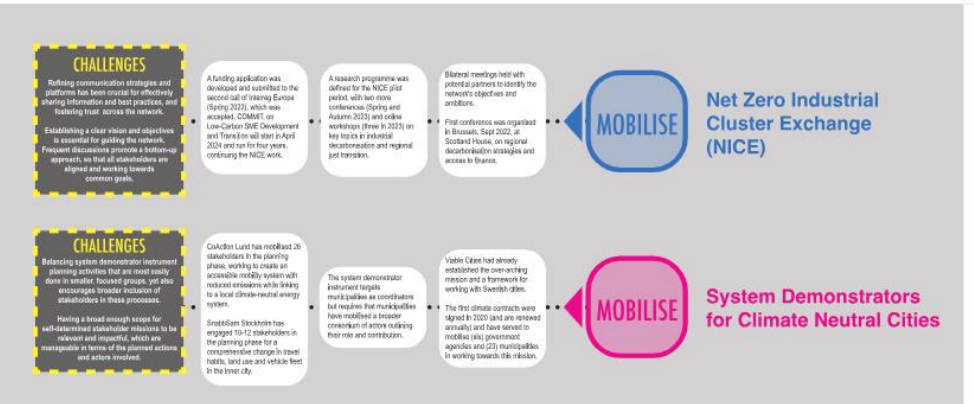 CHALLENGES
Refining communication strategies and
platforms has been crucial for effectively
sharing information and best practices, and
fostering trust across the network.
Establishing a clear vision and objectives
is essential for guiding the network.
Frequent discussions promote a bottom-up
approach, so that all stakeholders are
aligned and working towards
common goals.
A funding application was
developed and submitted to the
second call of Interreg Europe
(Spring 2023), which was
accepted. COMMIT, on
Low-Carbon SME Development
and Transition will start in April
2024 and run for four years,
continuing the NICE work.
A research programme was
defined for the NICE pilot
period, with two more
conferences (Spring and
Autumn 2023) and online
workshops (three in 2023) on
key topics in industrial
decarbonisation and regional
just transition.
Bilateral meetings held with
potential partners to identify the
network's objectives and
ambitions.
First conference was organised
in Brussels, Sept 2022, at
Scotland House, on regional
decarbonisation strategies and
access to finance.
MOBILISE
Net Zero Industrial
Cluster Exchange
(NICE)
CHALLENGES
Balancing system demonstrator instrument
planning activities that are most easily
done in smaller, focused groups, yet also
encourages broader inclusion of
stakeholders in these processes.
Having a broad enough scope for
self-determined stakeholder missions to be
relevant and impactful, which are
manageable in terms of the planned actions
and actors involved.
CoAction Lund has mobilised 26
stakeholders in the planning
phase, working to create an
accessible mobility system with
reduced emissions while linking
to a local climate-neutral energy
system.
SnabbSam Stockholm has
engaged 10-12 stakeholders in
the planning phase for a
comprehensive change in travel
habits, land use and vehicle fleet
in the inner city.
The system demonstrator
instrument targets
municipalities as coordinators
but requires that municipalities
have mobilised a broader
consortium of actors outlining
their role and contribution.
Viable Cities had already
established the over-arching
mission and a framework for
working with Swedish cities.
The first climate contracts were
signed in 2020 (and are renewed
annually) and have served to
mobilise (six) government
agencies and (23) municipalities
in working towards this mission.
MOBILISE
System Demonstrators
for Climate Neutral Cities